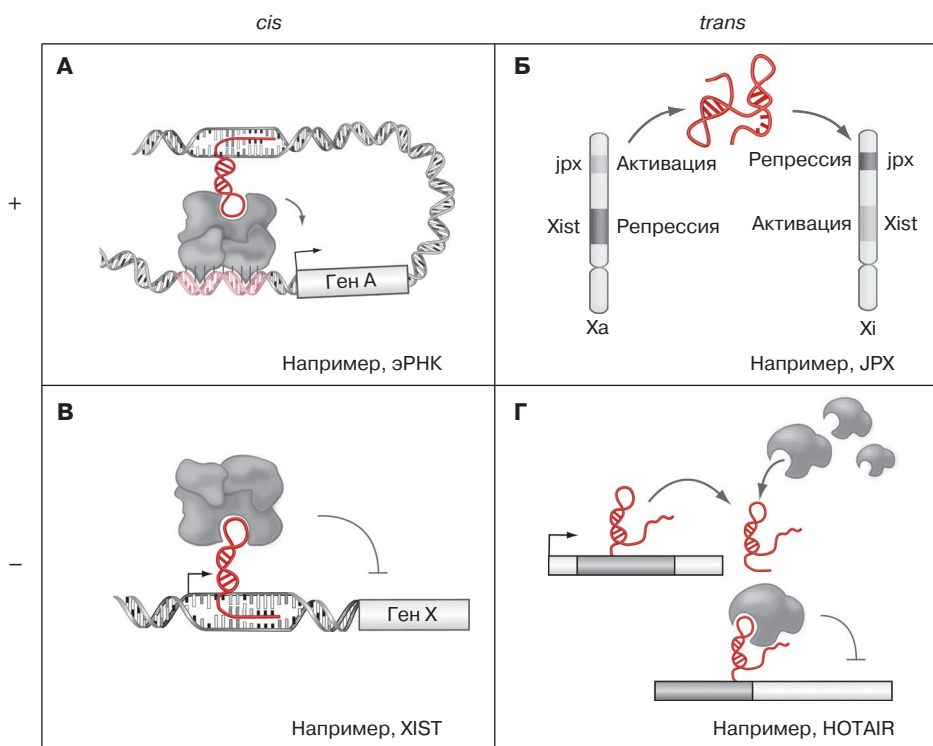 cis
trans
+
А
Ген А
Например, эРНК
Б
jpx
Активация
Репрессия
jpx
Xist
Репрессия
Активация
Xist
Xa
Xi
Например, JPX
–
В
Ген X
Например, XIST
Г
Например, HOTAIR